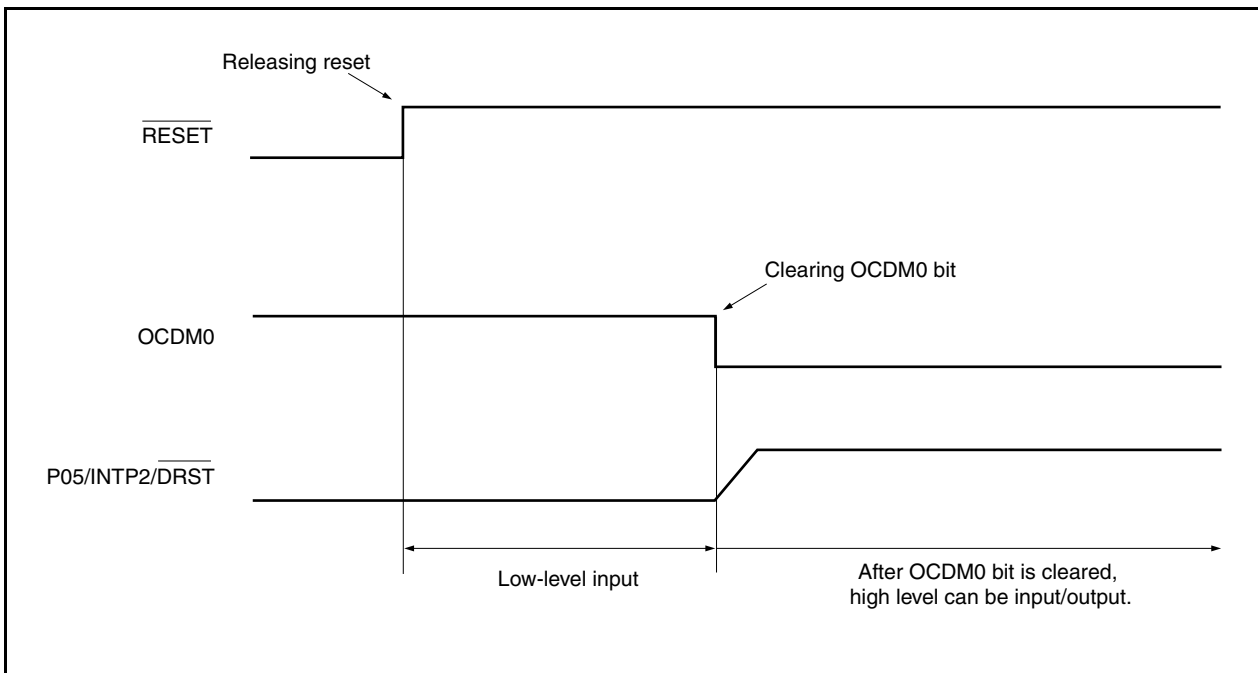 Releasing reset
RESET
Clearing OCDM0 bit
OCDM0
P05/INTP2/DRST
Low-level input
After OCDM0 bit is cleared,
high level can be input/output.